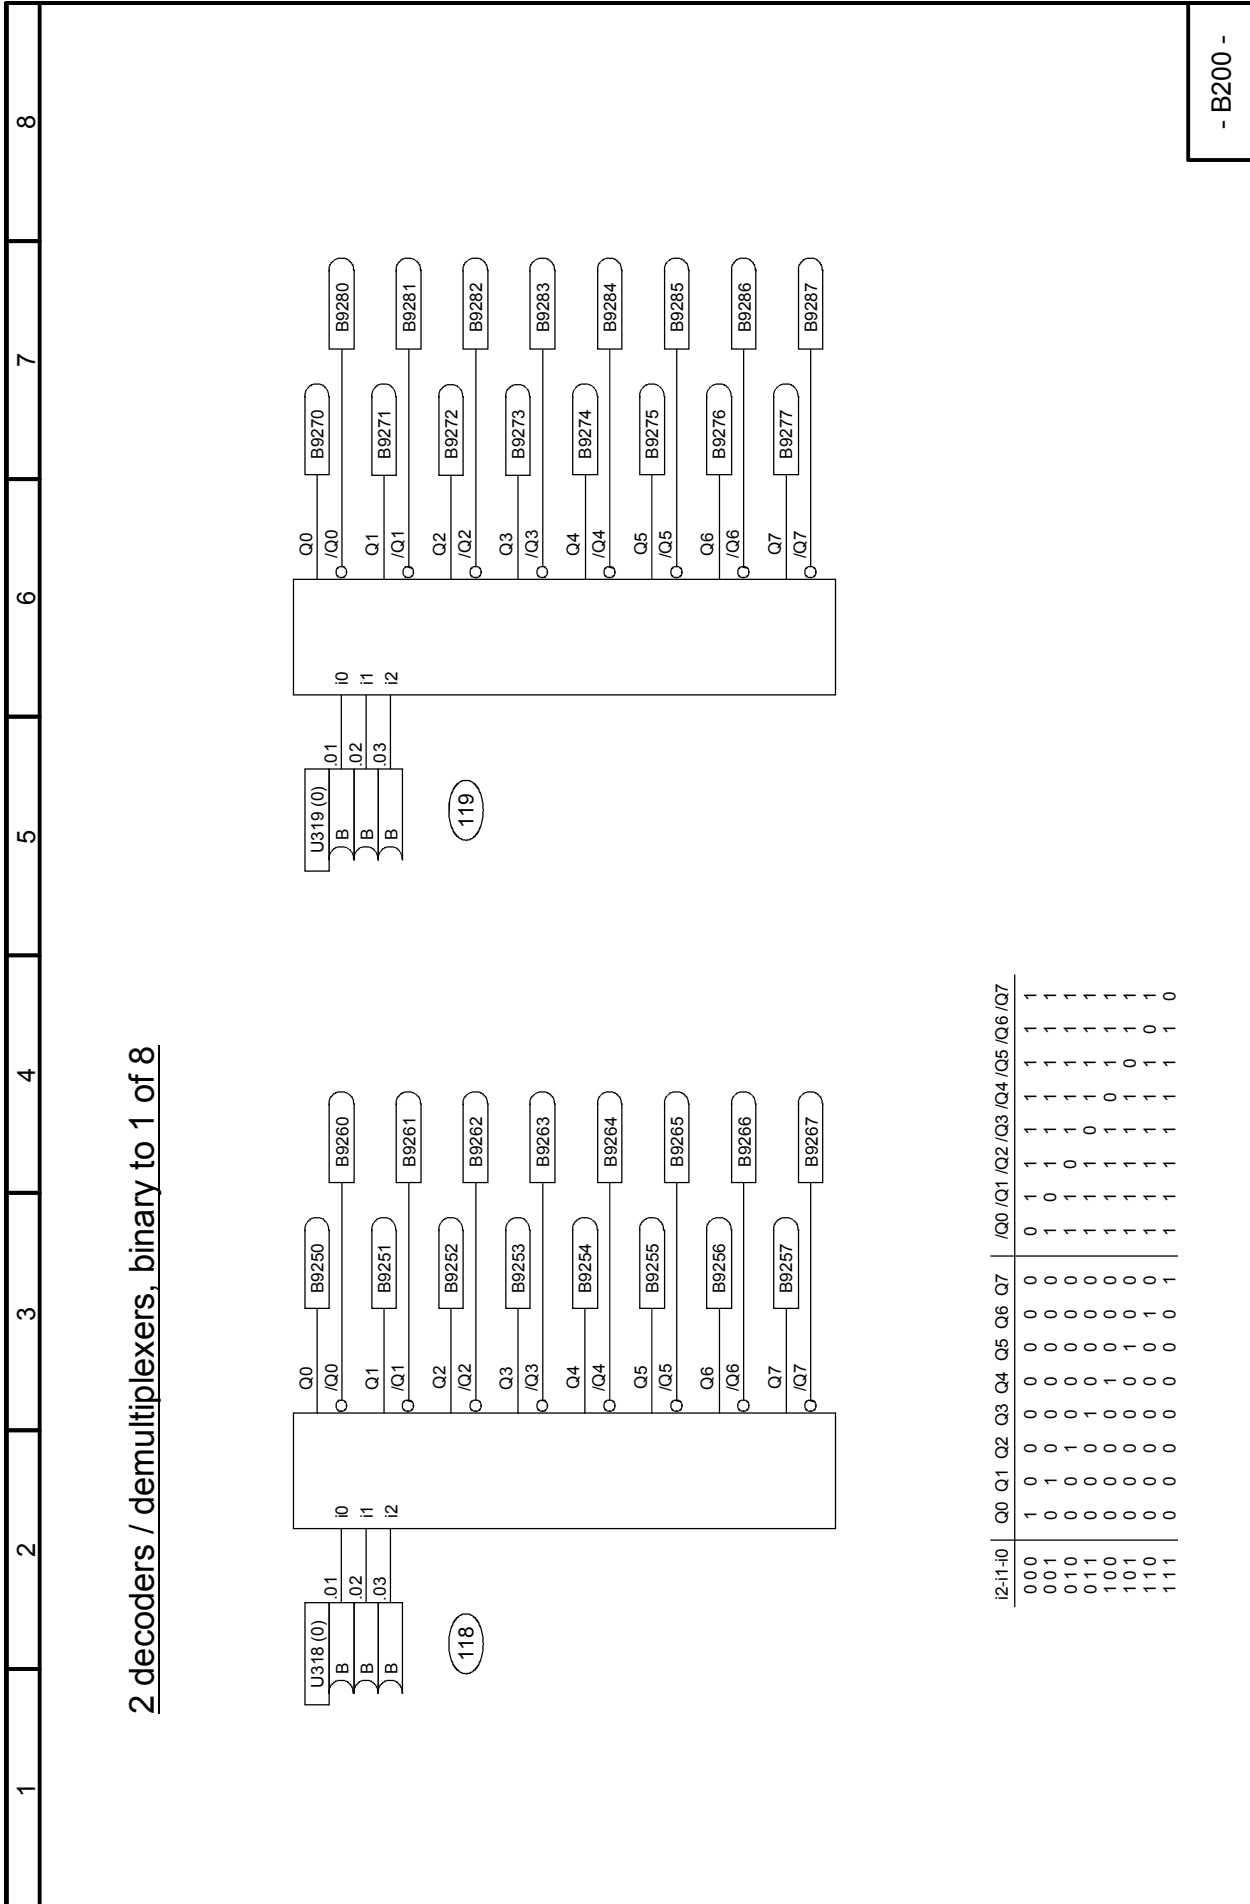 1 2 3 4 5 6 7 8
2 decoders / demultiplexers, binary to 1 of 8
U318 (0)
B .01 i0
B .02 i1
B .03 i2
118
Q0 B9250
/Q0 B9260
Q1 B9251
/Q1 B9261
Q2 B9252
/Q2 B9262
Q3 B9253
/Q3 B9263
Q4 B9254
/Q4 B9264
Q5 B9255
/Q5 B9265
Q6 B9256
/Q6 B9266
Q7 B9257
/Q7 B9267
U319 (0)
B .01 i0
B .02 i1
B .03 i2
119
Q0 B9270
/Q0 B9280
Q1 B9271
/Q1 B9281
Q2 B9272
/Q2 B9282
Q3 B9273
/Q3 B9283
Q4 B9274
/Q4 B9284
Q5 B9275
/Q5 B9285
Q6 B9276
/Q6 B9286
Q7 B9277
/Q7 B9287
i2-i1-i0 Q0 Q1 Q2 Q3 Q4 Q5 Q6 Q7 /Q0 /Q1 /Q2 /Q3 /Q4 /Q5 /Q6 /Q7
0 0 0 1 0 0 0 0 0 0 0 0 1 1 1 1 1 1 1
0 0 1 0 1 0 0 0 0 0 0 1 0 1 1 1 1 1 1
0 1 0 0 0 1 0 0 0 0 0 1 1 0 1 1 1 1 1
0 1 1 0 0 0 1 0 0 0 0 1 1 1 0 1 1 1 1
1 0 0 0 0 0 0 1 0 0 0 1 1 1 1 0 1 1 1
1 0 1 0 0 0 0 0 1 0 0 1 1 1 1 1 0 1 1
1 1 0 0 0 0 0 0 0 1 0 1 1 1 1 1 1 0 1
1 1 1 0 0 0 0 0 0 0 1 1 1 1 1 1 1 1 0
- B200 -